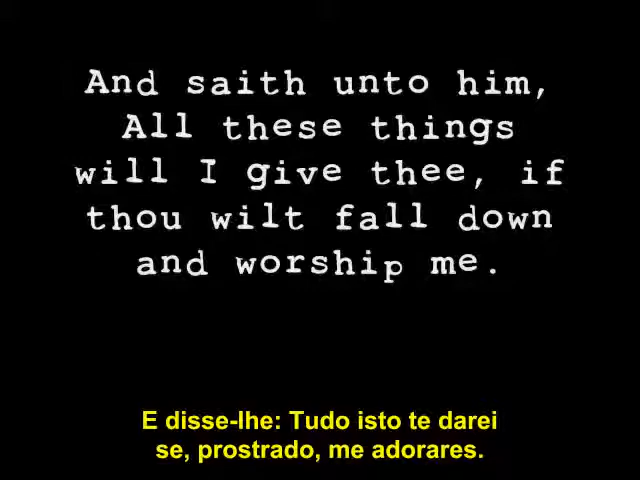 And saith unto him,
All these things
will I give thee, if
thou wilt fall down
and worship me.
E disse-lhe: Tudo isto te darei
se, prostrado, me adorares.